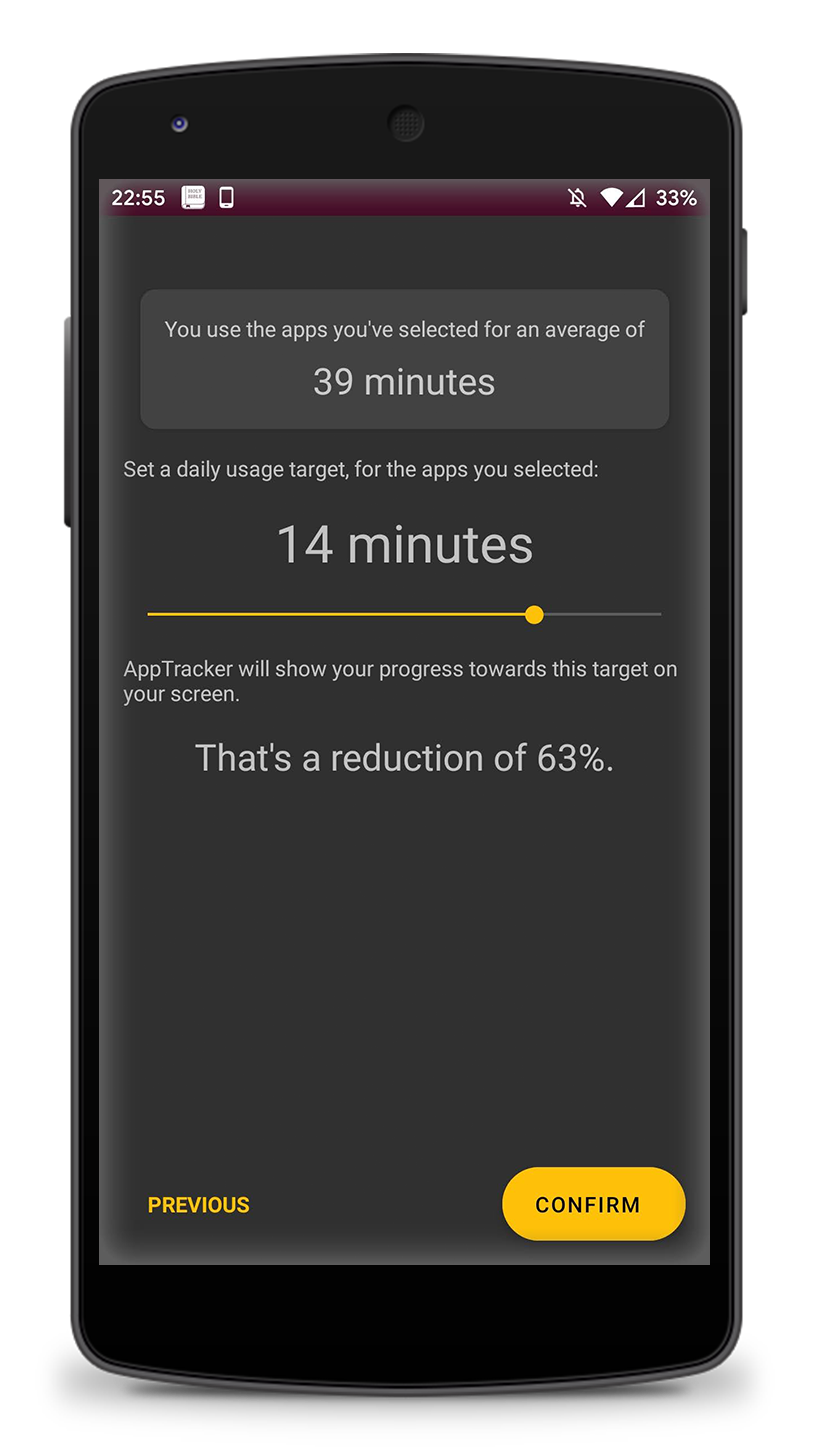 22:55
HOLY
BIBLE
33%
You use the apps you've selected for an average of
39 minutes
Set a daily usage target, for the apps you selected:
14 minutes
AppTracker will show your progress towards this target on
your screen.
That's a reduction of 63%.
PREVIOUS
CONFIRM